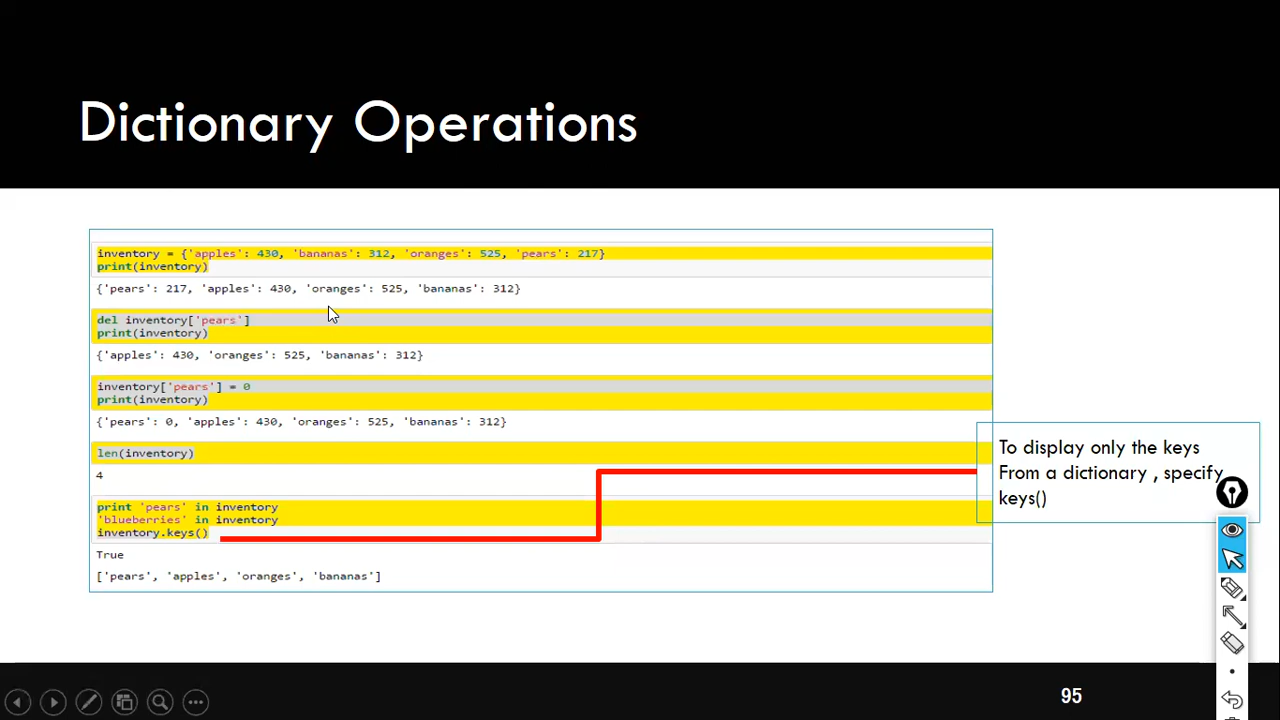 Dictionary Operations
inventory = {'apples': 430, 'bananas': 312, 'oranges': 525, 'pears': 217}
print(inventory)
{'pears': 217, 'apples': 430, 'oranges': 525, 'bananas': 312}
del inventory['pears']
print(inventory)
{'apples': 430, 'oranges': 525, 'bananas': 312}
inventory['pears'] = 0
print(inventory)
{'pears': 0, 'apples': 430, 'oranges': 525, 'bananas': 312}
len(inventory)
4
print 'pears' in inventory
'blueberries' in inventory
inventory.keys()
True
['pears', 'apples', 'oranges', 'bananas']
To display only the keys
From a dictionary , specify
keys()
95